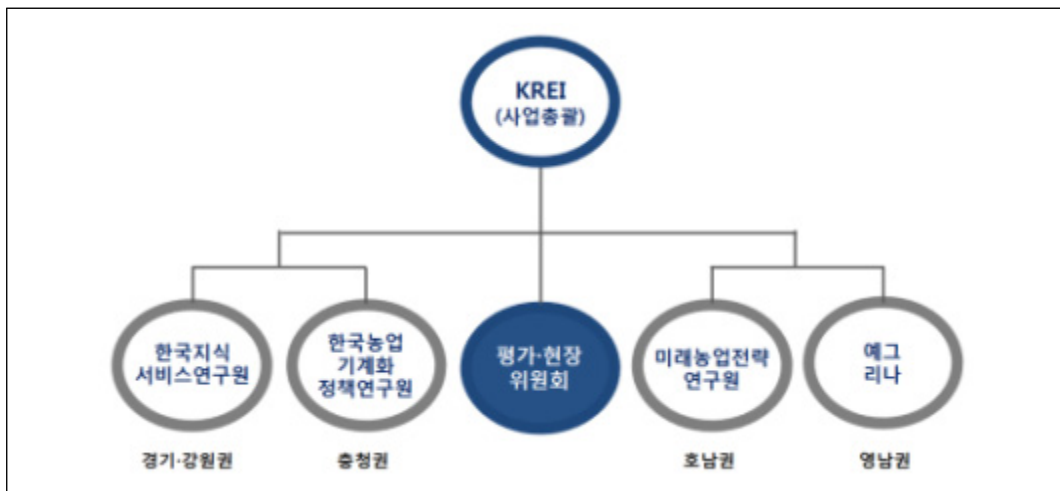 KREI
(사업총괄)
한국지식
서비스연구원
한국농업
기계화
정책연구원
평가·현장
위원회
미래농업전략
연구원
예그
리나
경기·강원권
충청권
호남권
영남권